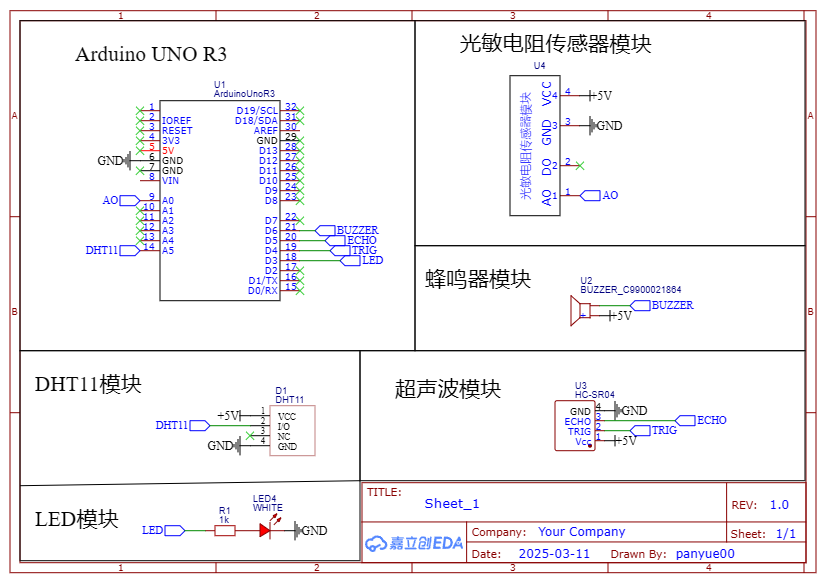 1 2 3 4
A
B
Arduino UNO R3
U1
ArduinoUnoR3
1
2 IOREF
3 RESET
4 3V3
5 5V
GND 6 GND
7 GND
8 VIN
AO 9 A0
10 A1
11 A2
12 A3
13 A4
DHT11 14 A5
D19/SCL 32
D18/SDA 31
AREF 30
GND 29
D13 28
D12 27
D11 26
D10 25
D9 24
D8 23
D7 22
D6 21 BUZZER
D5 20 ECHO
D4 19 TRIG
D3 18 LED
D2 17
D1/TX 16
D0/RX 15
光敏电阻传感器模块
U4
光敏电阻传感器模块
VCC 4 4 +5V
GND 3 3 GND
DO 2 2
AO 1 1 AO
A
B
蜂鸣器模块
U2
BUZZER_C9900021864
BUZZER
+ +5V
DHT11模块
D1
DHT11
+5V 1 VCC
DHT11 2 I/O
3 NC
GND 4 GND
超声波模块
U3
HC-SR04
GND 4 GND
ECHO 3 ECHO
TRIG 2 TRIG
Vcc 1 +5V
LED模块
LED
R1
1k
LED4
WHITE
GND
TITLE:
Sheet_1
REV: 1.0
嘉立创EDA
Company: Your Company
Sheet: 1/1
Date: 2025-03-11 Drawn By: panyue00
1 2 3 4